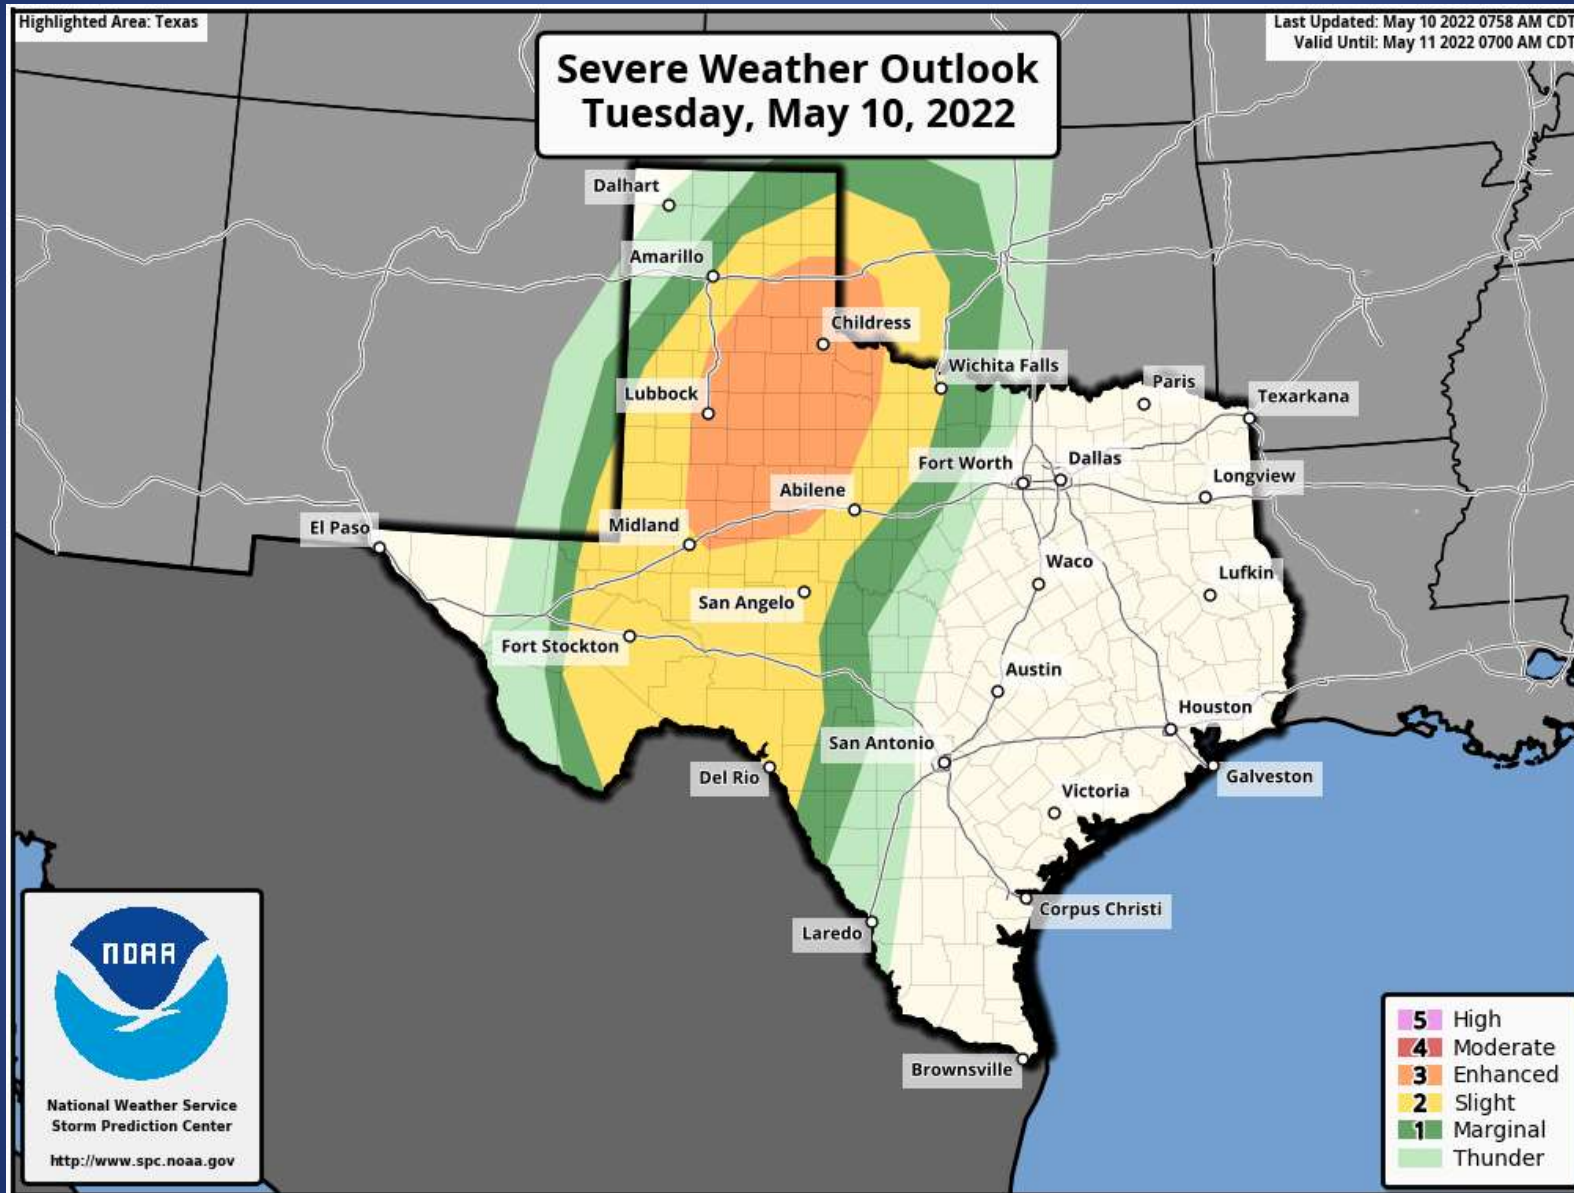 Highlighted Area: Texas
Last Updated: May 10 2022 0758 AM CDT
Valid Until: May 11 2022 0700 AM CDT
Severe Weather Outlook
Tuesday, May 10, 2022
Dalhart
Amarillo
Childress
Wichita Falls
Paris
Texarkana
Lubbock
Fort Worth
Dallas
Longview
Abilene
El Paso
Midland
Waco
Lufkin
San Angelo
Fort Stockton
Austin
Houston
San Antonio
Del Rio
Galveston
Victoria
Corpus Christi
Laredo
Brownsville
NOAA
National Weather Service
Storm Prediction Center
http://www.spc.noaa.gov
5 High
4 Moderate
3 Enhanced
2 Slight
1 Marginal
Thunder